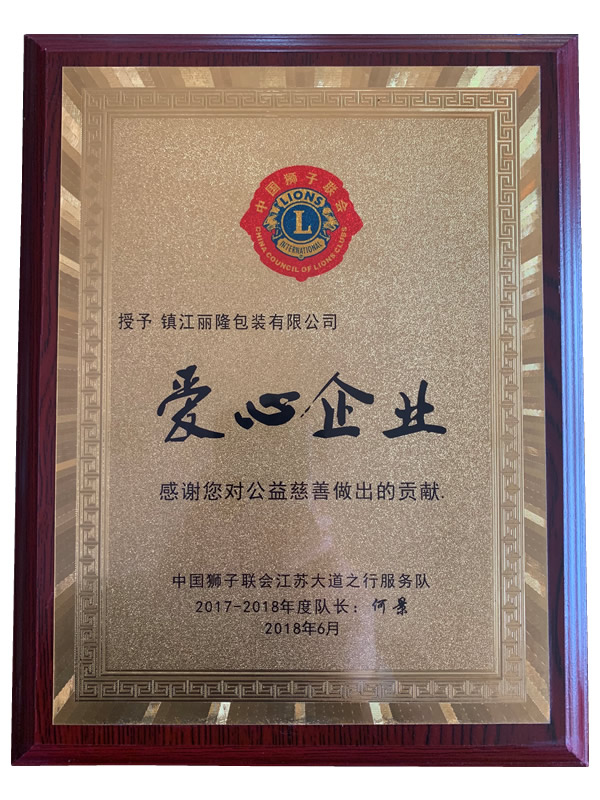 中国狮子联会
LIONS
L
INTERNATIONAL
CHINA COUNCIL OF LIONS CLUBS
授予 镇江丽隆包装有限公司
爱心企业
感谢您对公益慈善做出的贡献.
中国狮子联会江苏大道之行服务队
2017-2018年度队长：何景
2018年6月